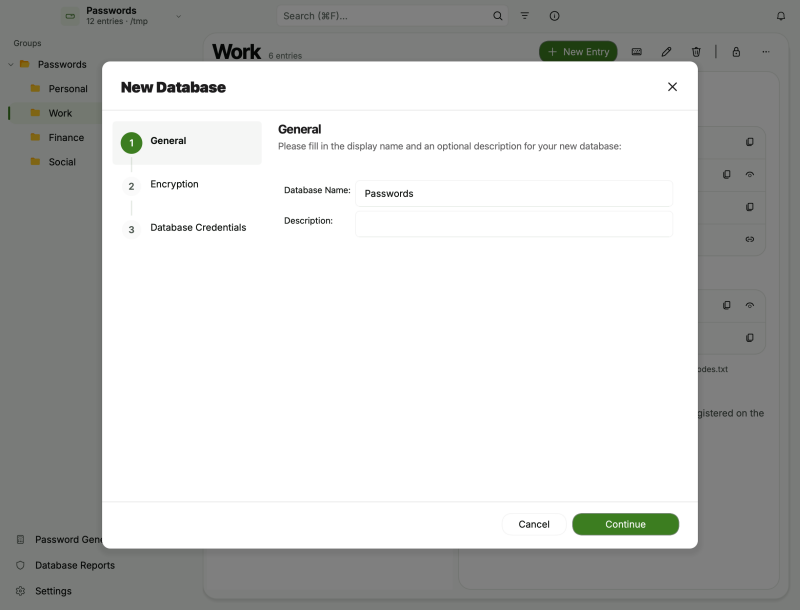 Passwords
12 entries · /tmp
Search (⌘F)...
Groups
Passwords
Personal
Work
Finance
Social
Password Gen
Database Reports
Settings
Work
6 entries
+ New Entry
odes.txt
gistered on the
New Database
1
General
2
Encryption
3
Database Credentials
General
Please fill in the display name and an optional description for your new database:
Database Name:
Passwords
Description:
Cancel
Continue